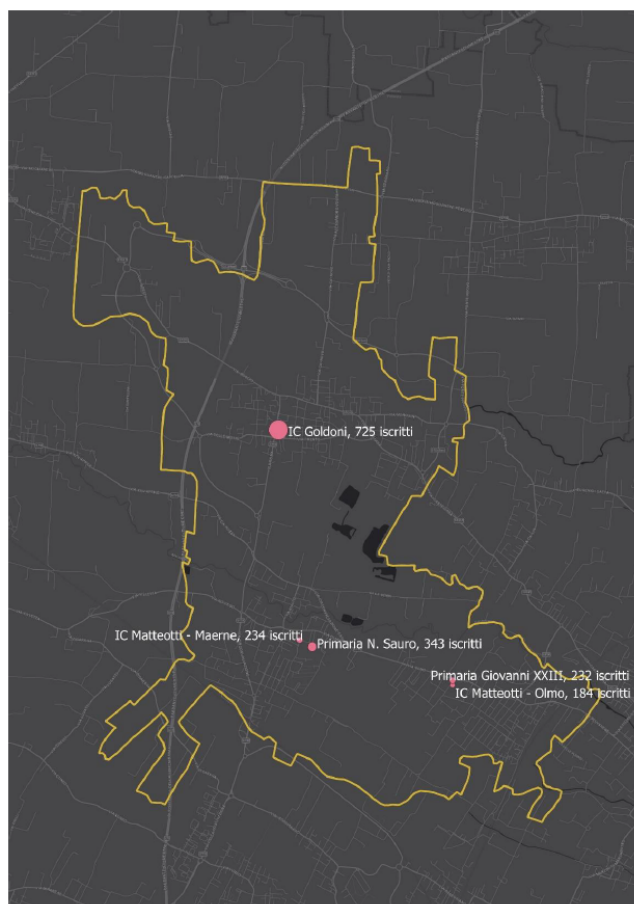 IC Goldoni, 725 iscritti
IC Matteotti - Maerne, 234 iscritti
Primaria N. Sauro, 343 iscritti
Primaria Giovanni XXIII, 232 iscritti
IC Matteotti - Olmo, 184 iscritti